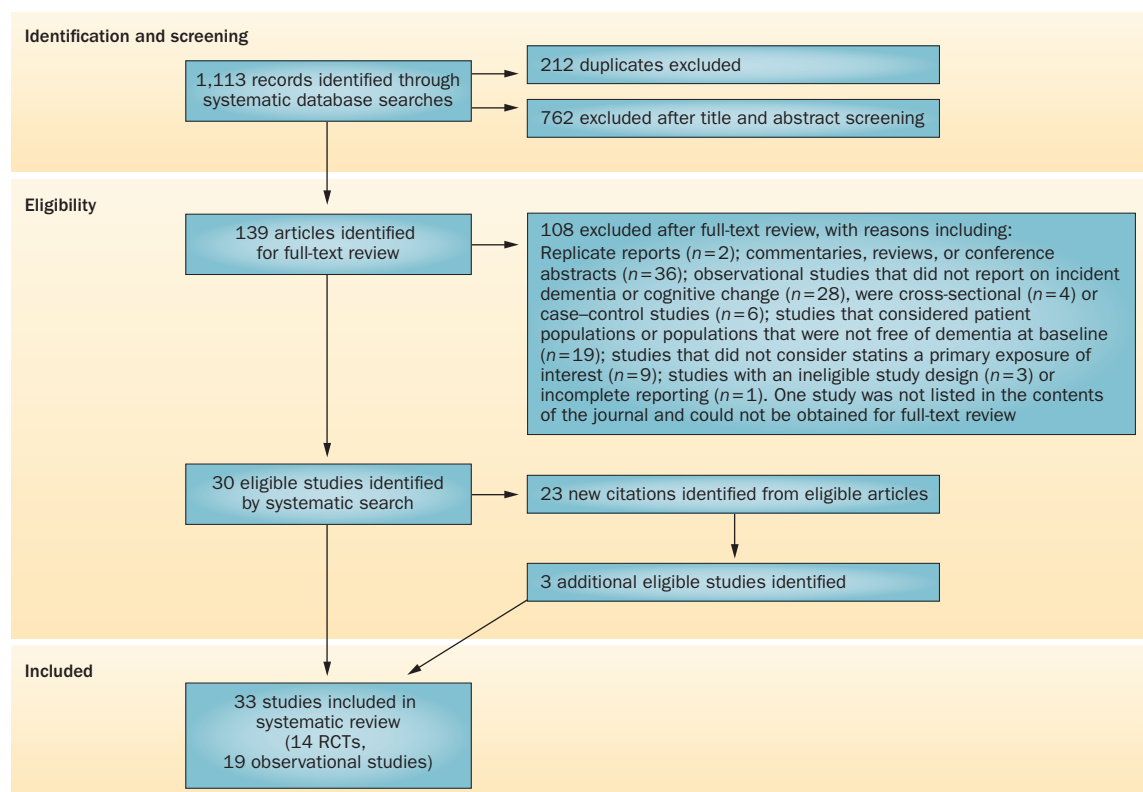 Identification and screening
1,113 records identified through
systematic database searches
212 duplicates excluded
762 excluded after title and abstract screening
Eligibility
139 articles identified
for full-text review
108 excluded after full-text review, with reasons including:
Replicate reports (n=2); commentaries, reviews, or conference
abstracts (n=36); observational studies that did not report on incident
dementia or cognitive change (n=28), were cross-sectional (n=4) or
case–control studies (n=6); studies that considered patient
populations or populations that were not free of dementia at baseline
(n=19); studies that did not consider statins a primary exposure of
interest (n=9); studies with an ineligible study design (n=3) or
incomplete reporting (n=1). One study was not listed in the contents
of the journal and could not be obtained for full-text review
30 eligible studies identified
by systematic search
23 new citations identified from eligible articles
3 additional eligible studies identified
Included
33 studies included in
systematic review
(14 RCTs,
19 observational studies)